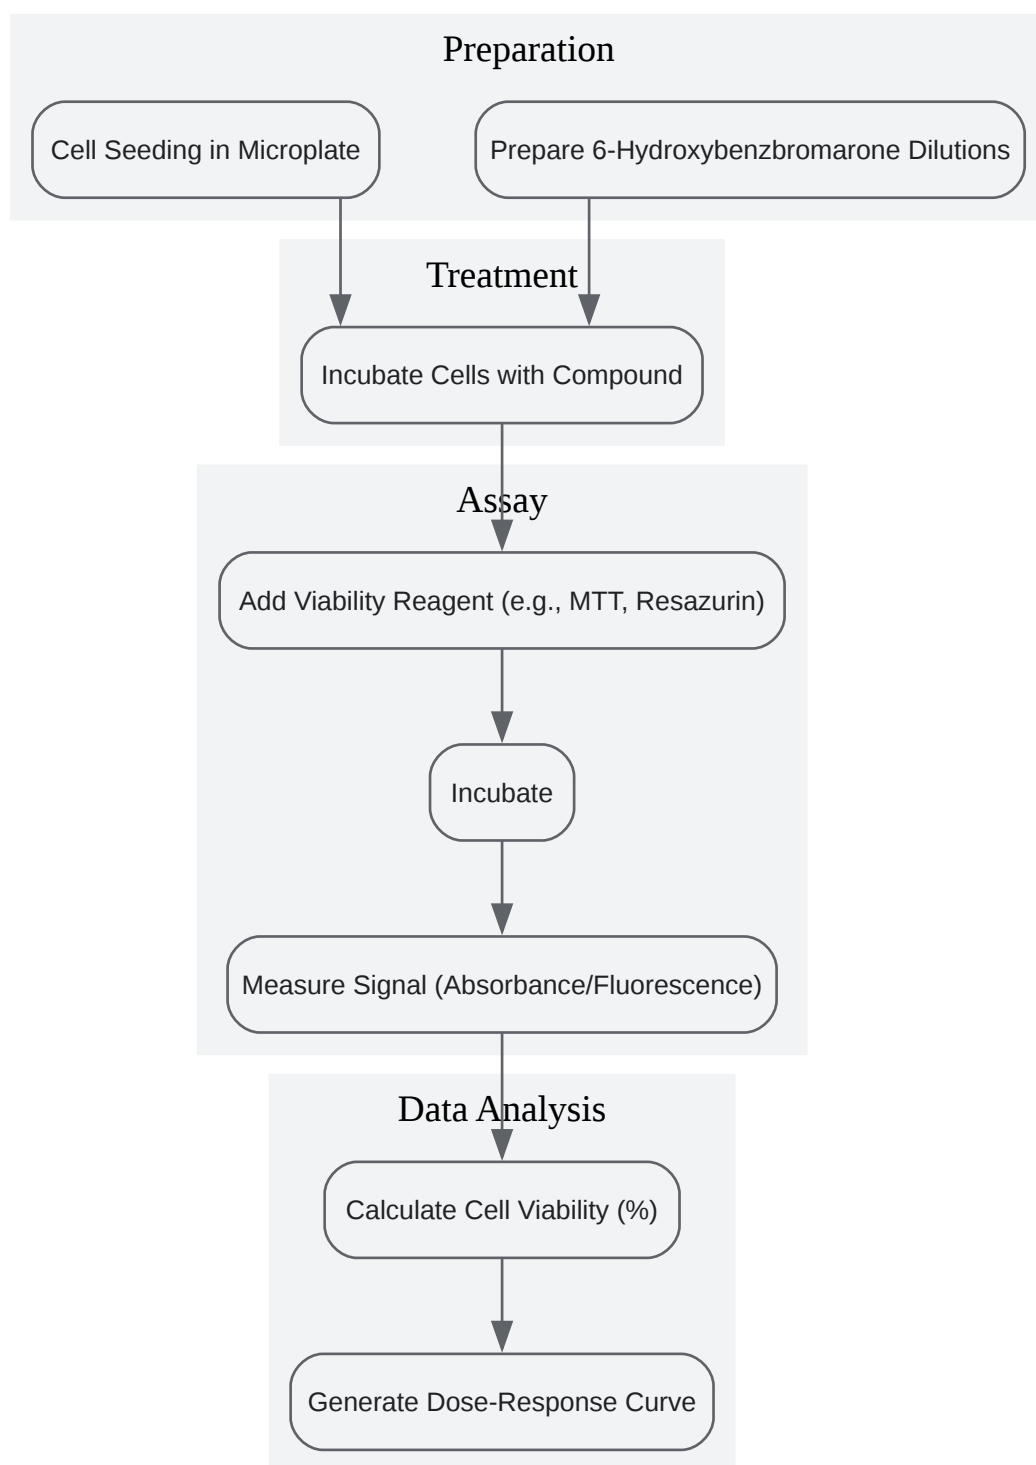 Preparation
Cell Seeding in Microplate
Prepare 6-Hydroxybenzbromarone Dilutions
Treatment
Incubate Cells with Compound
Assay
Add Viability Reagent (e.g., MTT, Resazurin)
Incubate
Measure Signal (Absorbance/Fluorescence)
Data Analysis
Calculate Cell Viability (%)
Generate Dose-Response Curve